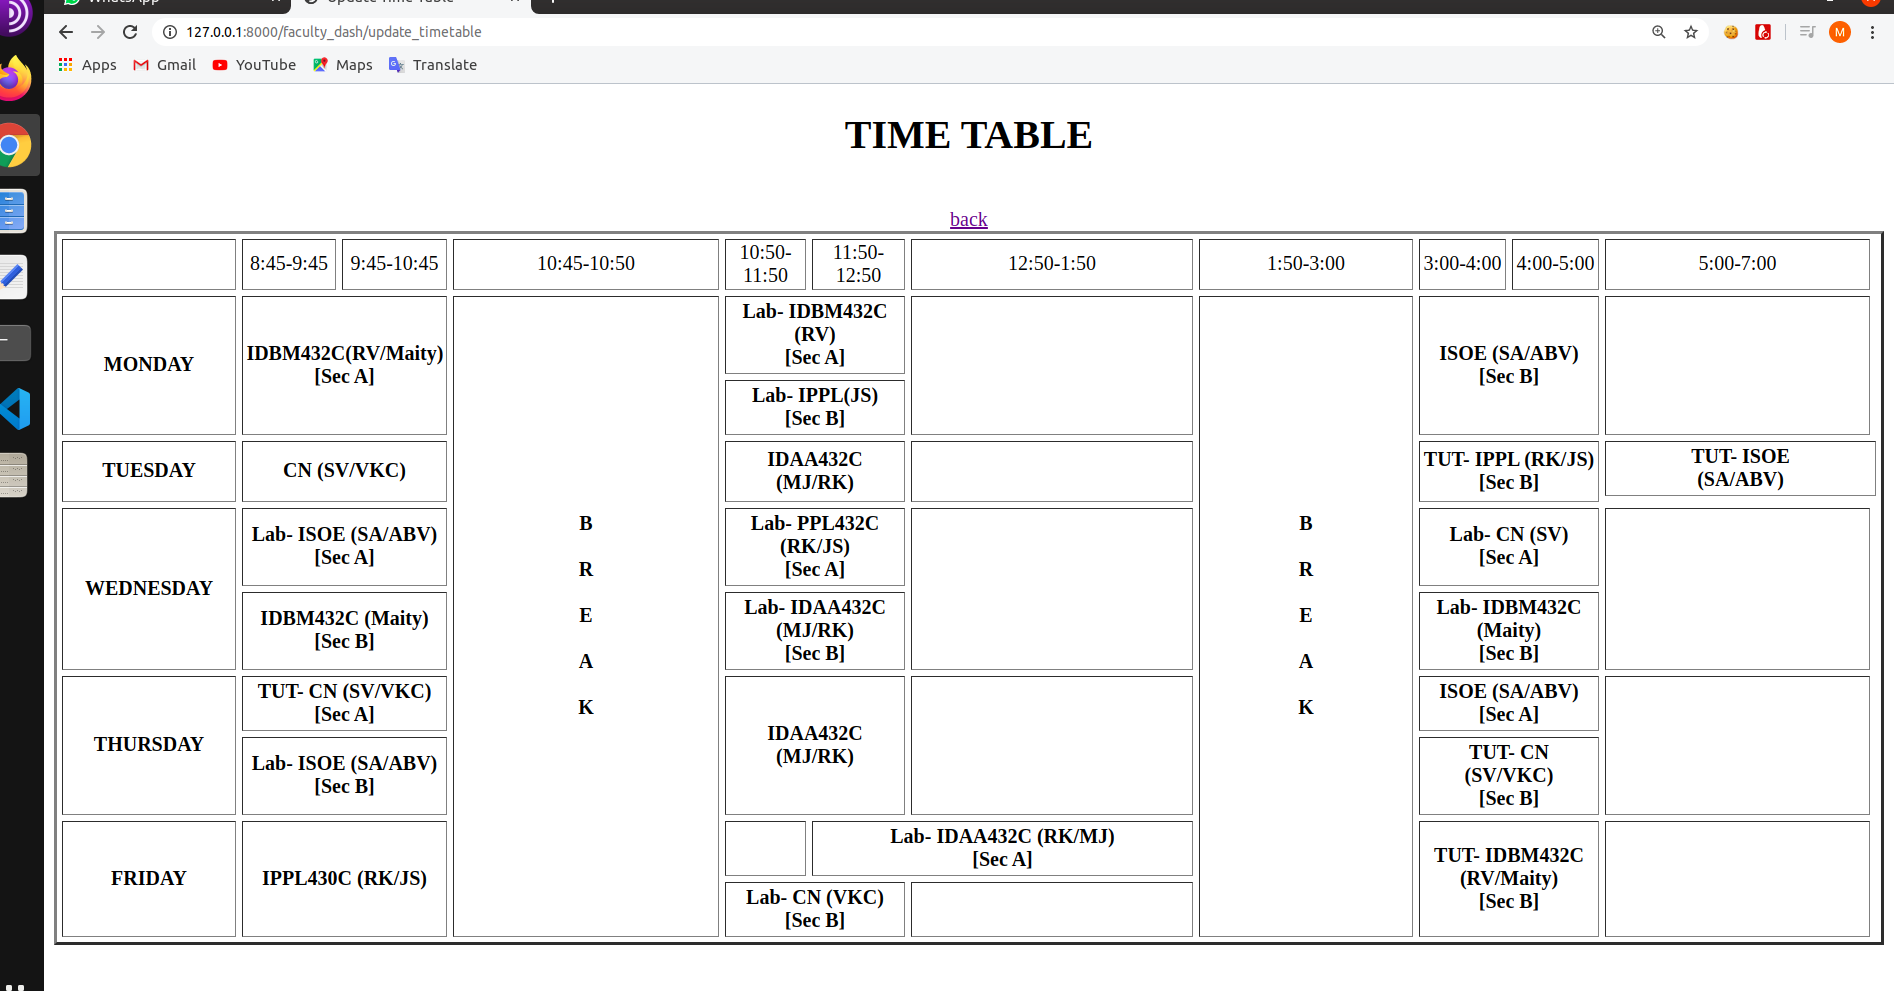 WhatsApp
Update Time Table
127.0.0.1:8000/faculty_dash/update_timetable
M
Apps
Gmail
YouTube
Maps
Translate
TIME TABLE
back
8:45-9:45
9:45-10:45
10:45-10:50
10:50-
11:50
11:50-
12:50
12:50-1:50
1:50-3:00
3:00-4:00
4:00-5:00
5:00-7:00
MONDAY
IDBM432C(RV/Maity)
[Sec A]
Lab- IDBM432C
(RV)
[Sec A]
Lab- IPPL(JS)
[Sec B]
ISOE (SA/ABV)
[Sec B]
TUESDAY
CN (SV/VKC)
IDAA432C
(MJ/RK)
TUT- IPPL (RK/JS)
[Sec B]
TUT- ISOE
(SA/ABV)
B
R
E
A
K
B
R
E
A
K
WEDNESDAY
Lab- ISOE (SA/ABV)
[Sec A]
IDBM432C (Maity)
[Sec B]
Lab- PPL432C
(RK/JS)
[Sec A]
Lab- IDAA432C
(MJ/RK)
[Sec B]
Lab- CN (SV)
[Sec A]
Lab- IDBM432C
(Maity)
[Sec B]
THURSDAY
TUT- CN (SV/VKC)
[Sec A]
Lab- ISOE (SA/ABV)
[Sec B]
IDAA432C
(MJ/RK)
ISOE (SA/ABV)
[Sec A]
TUT- CN
(SV/VKC)
[Sec B]
FRIDAY
IPPL430C (RK/JS)
Lab- IDAA432C (RK/MJ)
[Sec A]
Lab- CN (VKC)
[Sec B]
TUT- IDBM432C
(RV/Maity)
[Sec B]